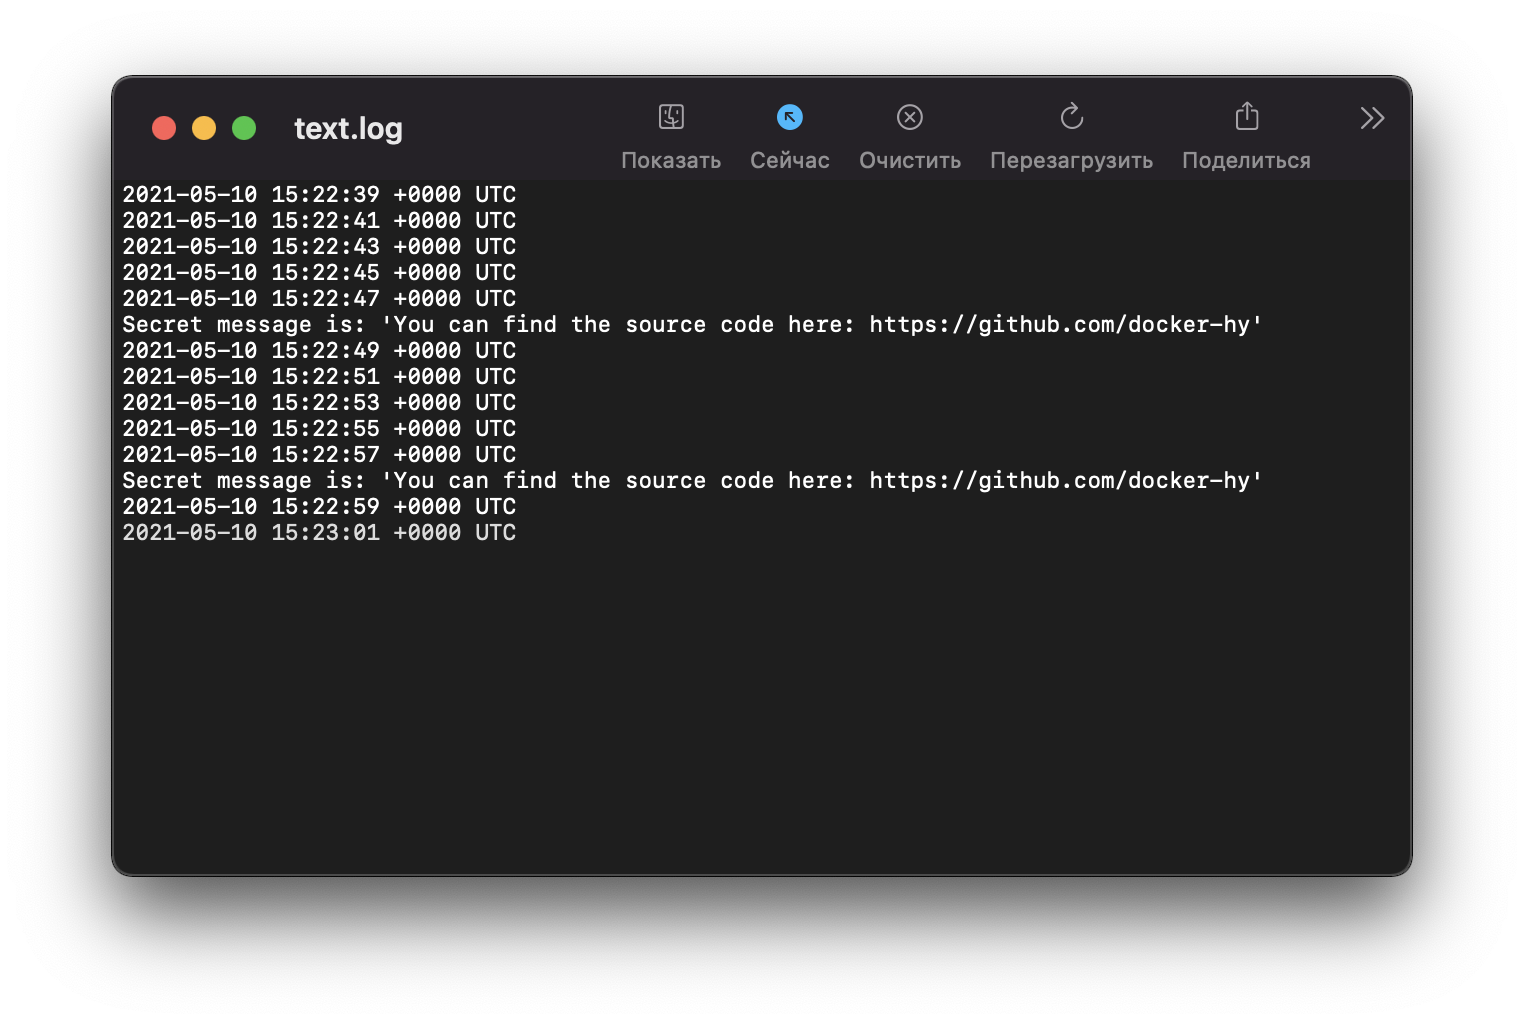 text.log
Показать Сейчас Очистить Перезагрузить Поделиться
2021-05-10 15:22:39 +0000 UTC
2021-05-10 15:22:41 +0000 UTC
2021-05-10 15:22:43 +0000 UTC
2021-05-10 15:22:45 +0000 UTC
2021-05-10 15:22:47 +0000 UTC
Secret message is: 'You can find the source code here: https://github.com/docker-hy'
2021-05-10 15:22:49 +0000 UTC
2021-05-10 15:22:51 +0000 UTC
2021-05-10 15:22:53 +0000 UTC
2021-05-10 15:22:55 +0000 UTC
2021-05-10 15:22:57 +0000 UTC
Secret message is: 'You can find the source code here: https://github.com/docker-hy'
2021-05-10 15:22:59 +0000 UTC
2021-05-10 15:23:01 +0000 UTC